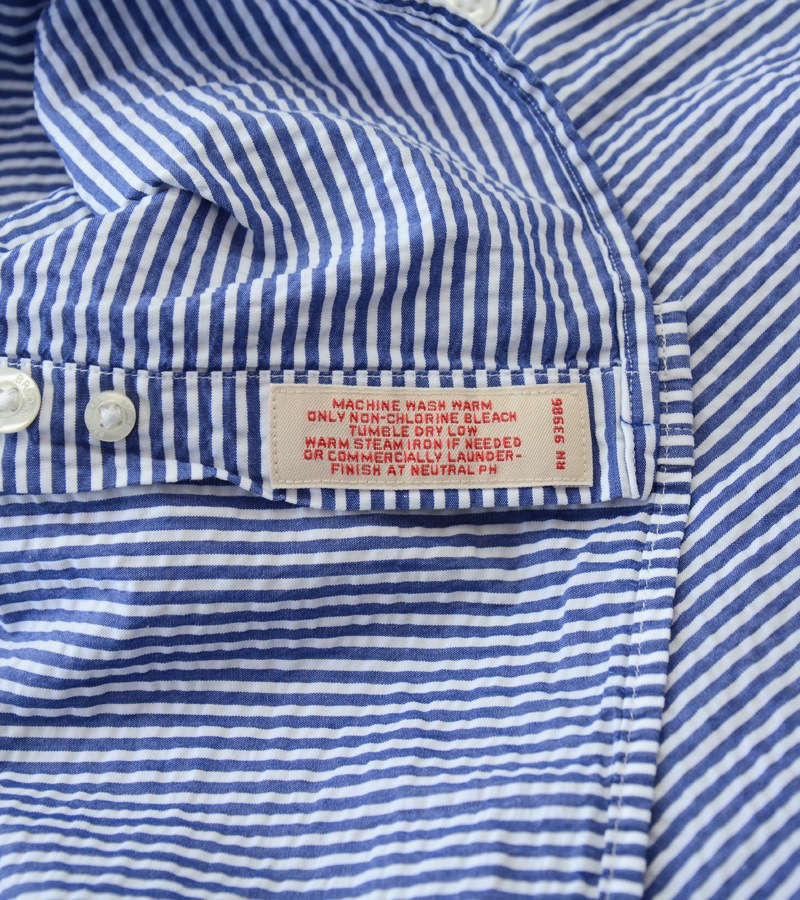 MACHINE WASH WARM
ONLY NON-CHLORINE BLEACH
TUMBLE DRY LOW
WARM STEAM IRON IF NEEDED
OR COMMERCIALLY LAUNDER-
FINISH AT NEUTRAL PH
RN 93986